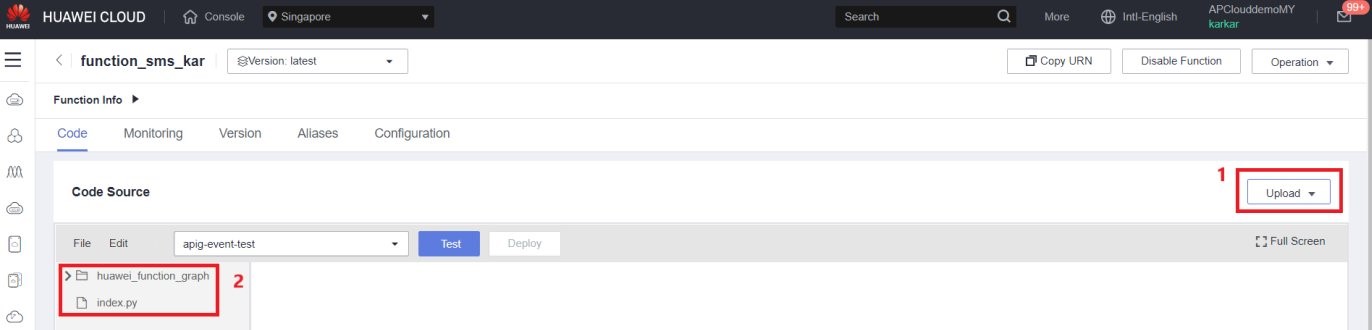 HUAWEI HUAWEI CLOUD Console Singapore Search More Intl-English APClouddemoMY 99+
karkar
function_sms_kar Version: latest Copy URN Disable Function Operation
Function Info
Code Monitoring Version Aliases Configuration
1
Code Source Upload
File Edit apig-event-test Test Deploy Full Screen
huawei_function_graph 2
index.py